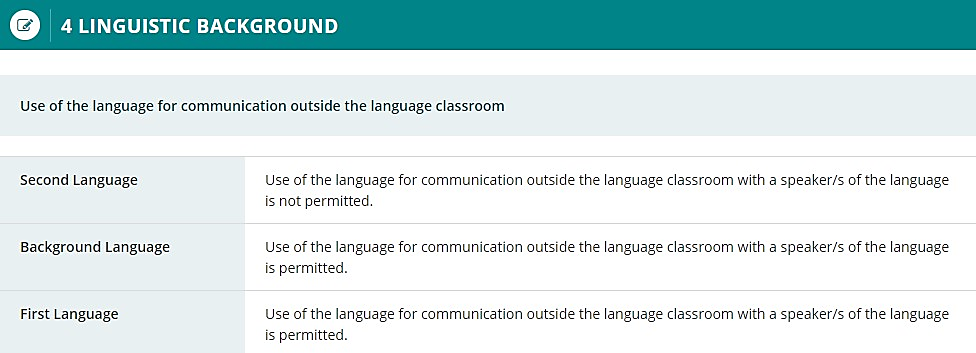 4 LINGUISTIC BACKGROUND
Use of the language for communication outside the language classroom
Second Language
Use of the language for communication outside the language classroom with a speaker/s of the language
is not permitted.
Background Language
Use of the language for communication outside the language classroom with a speaker/s of the language
is permitted.
First Language
Use of the language for communication outside the language classroom with a speaker/s of the language
is permitted.